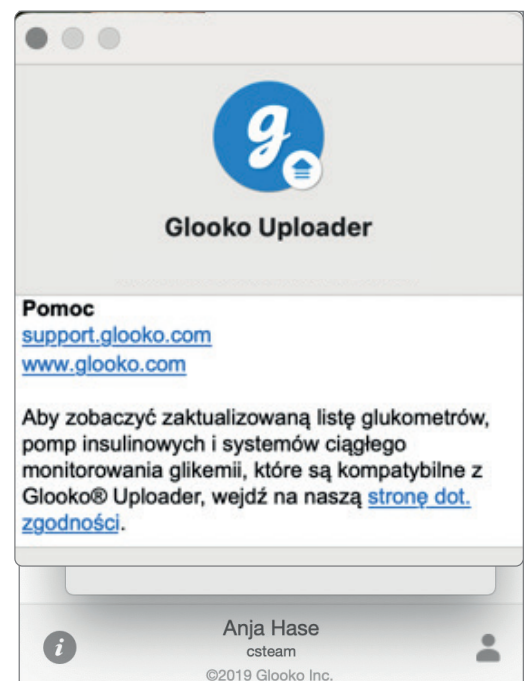 g
Glooko Uploader
Pomoc
support.glooko.com
www.glooko.com
Aby zobaczyć zaktualizowaną listę glukometrów,
pomp insulinowych i systemów ciągłego
monitorowania glikemii, które są kompatybilne z
Glooko® Uploader, wejdź na naszą stronę dot.
zgodności.
i
Anja Hase
csteam
©2019 Glooko Inc.